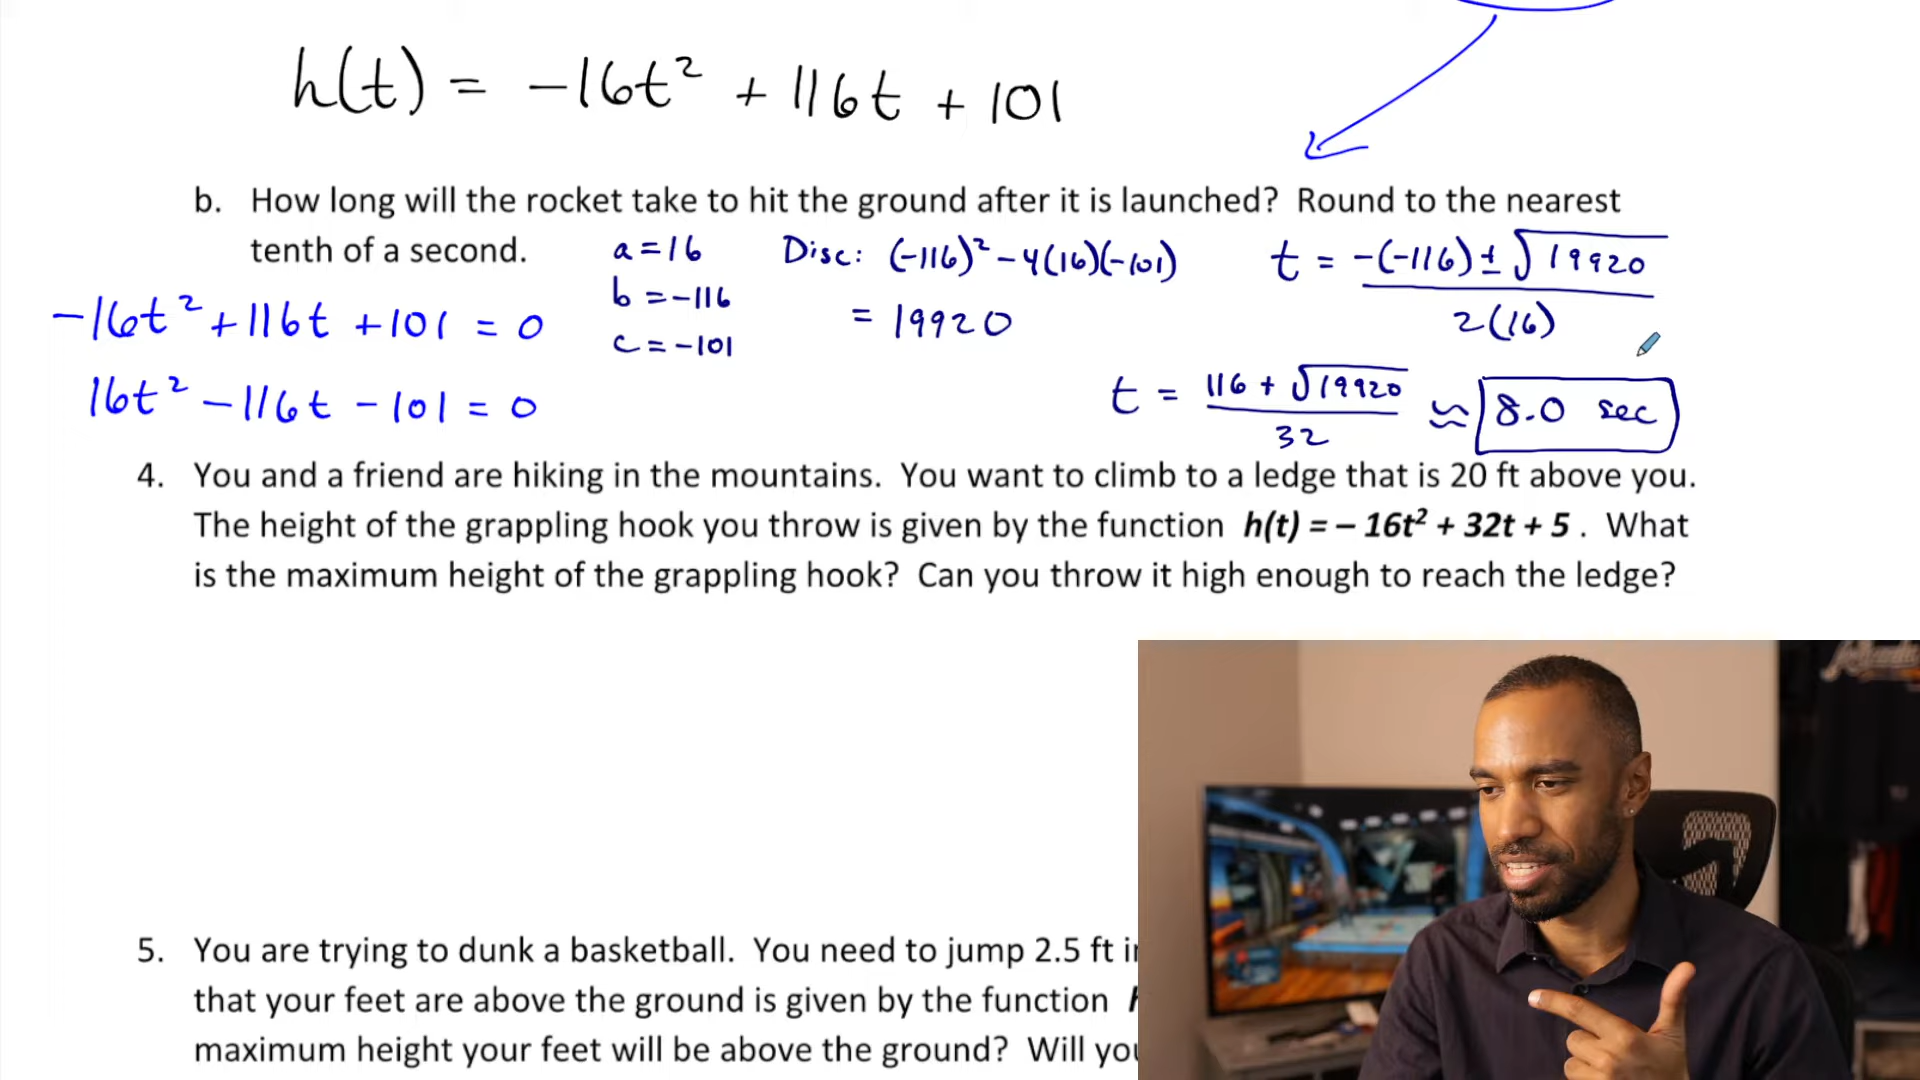 h(t) = -16t² + 116t + 101
b. How long will the rocket take to hit the ground after it is launched? Round to the nearest
tenth of a second.
a = 16
b = -116
c = -101
Disc: (-116)² - 4(16)(-101)
= 19920
t = -(-116) ± √19920
2(16)
-16t² + 116t + 101 = 0
16t² - 116t - 101 = 0
t = 116 + √19920 ≈ 8.0 sec
32
4. You and a friend are hiking in the mountains. You want to climb to a ledge that is 20 ft above you.
The height of the grappling hook you throw is given by the function h(t) = – 16t² + 32t + 5 . What
is the maximum height of the grappling hook? Can you throw it high enough to reach the ledge?
5. You are trying to dunk a basketball. You need to jump 2.5 ft
that your feet are above the ground is given by the function
maximum height your feet will be above the ground? Will